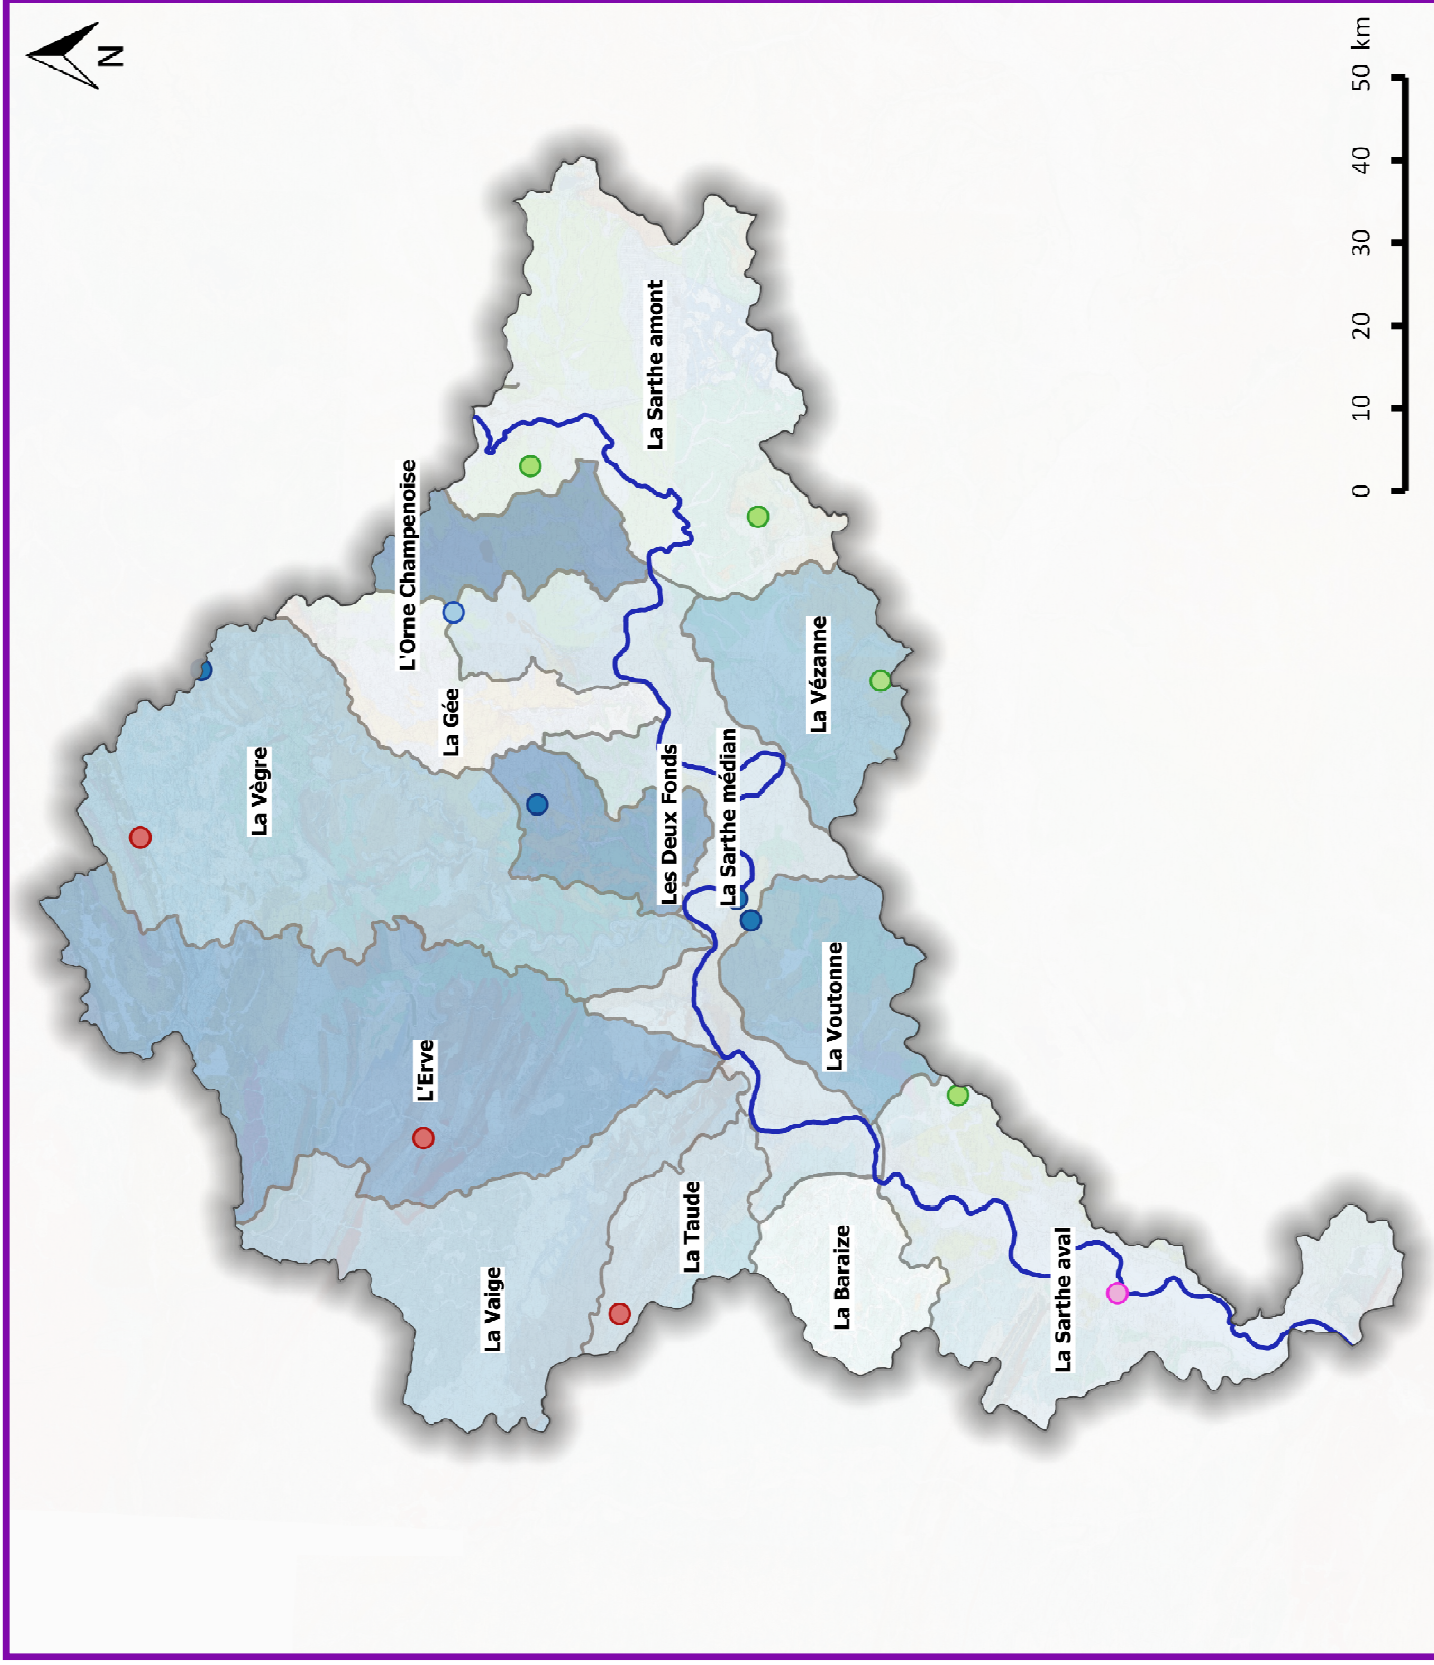 N
La Vègre
L'Orne Champenoise
La Gée
L'Erve
La Sarthe amont
Les Deux Fonds
La Sarthe médian
La Vézanne
La Vaige
La Taude
La Voutonne
La Baraize
La Sarthe aval
0 10 20 30 40 50 km